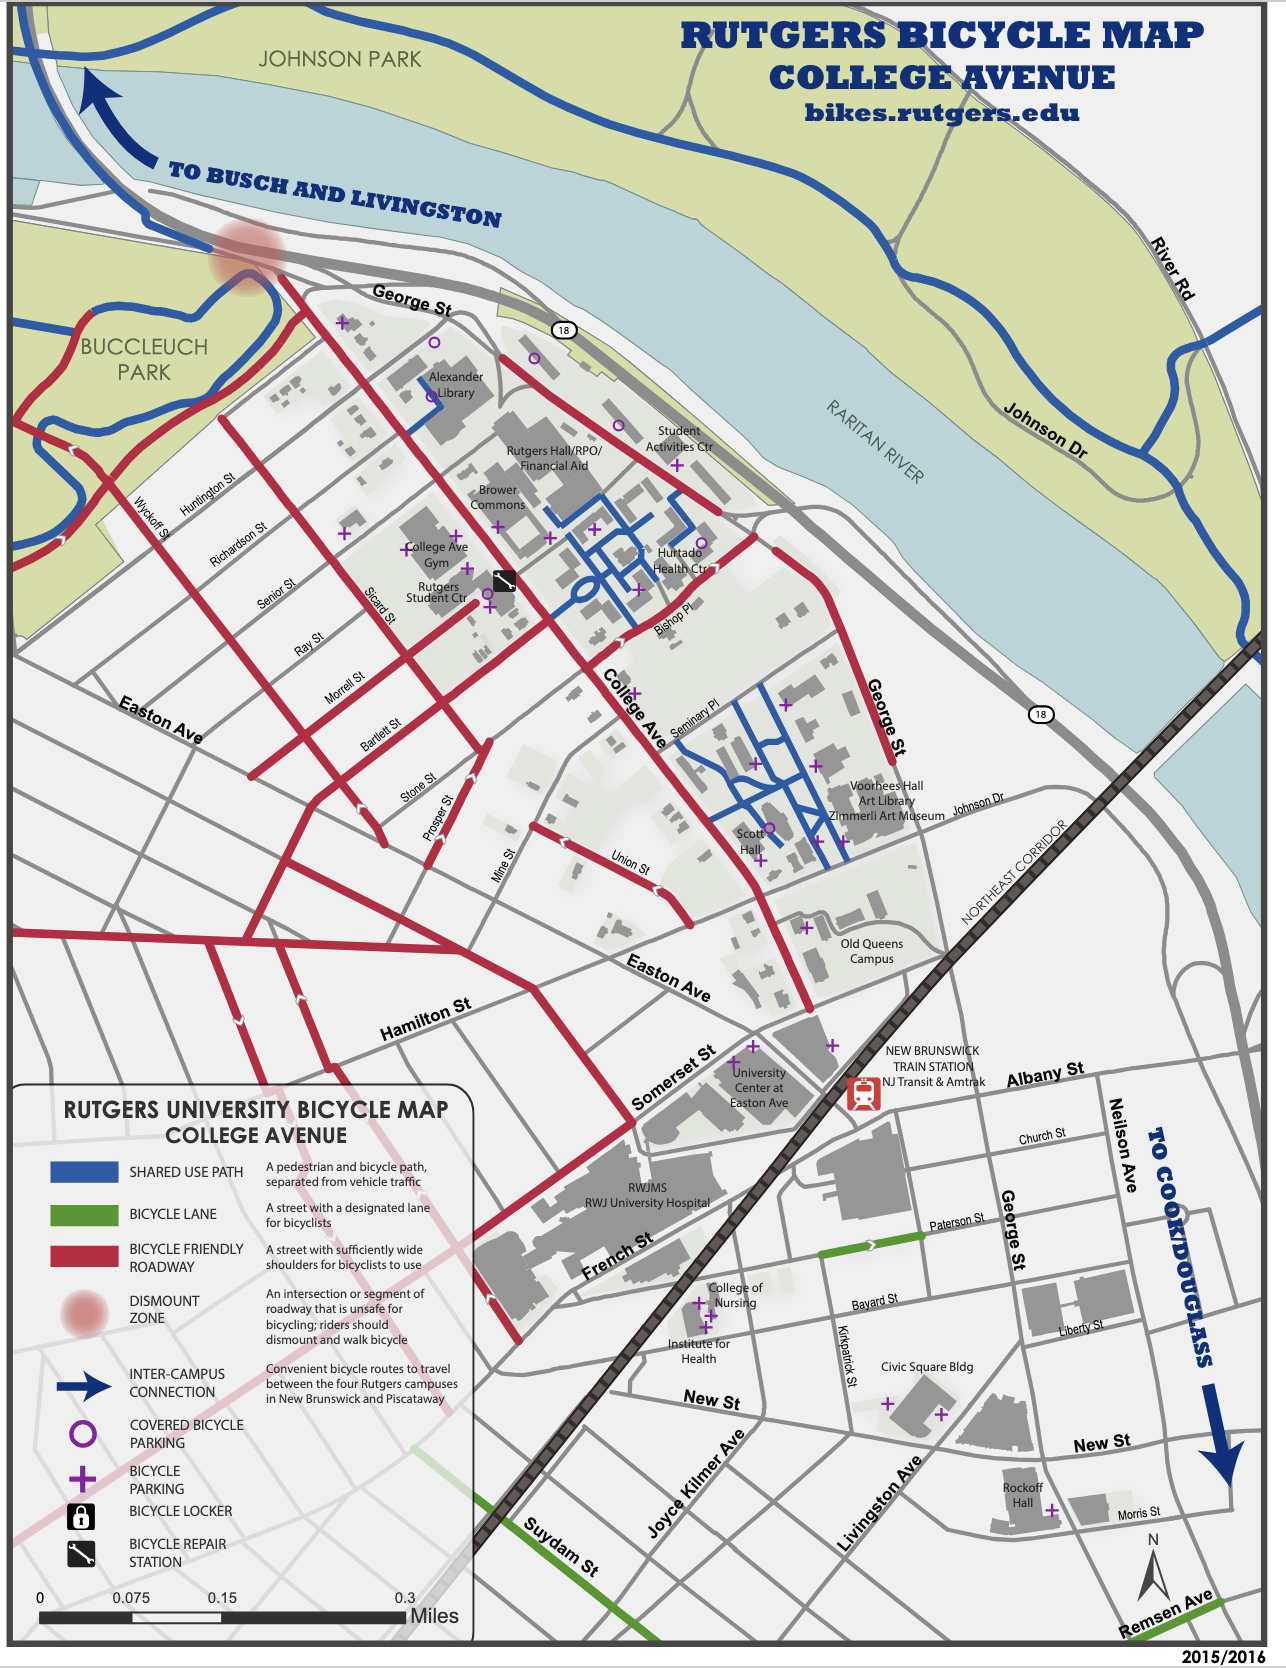 RUTGERS BICYCLE MAP
COLLEGE AVENUE
bikes.rutgers.edu
JOHNSON PARK
TO BUSCH AND LIVINGSTON
River Rd
George St
18
BUCCLEUCH
PARK
Alexander
Library
Johnson Dr
RARITAN RIVER
Student
Activities Ctr
Rutgers Hall/RPO/
Financial Aid
Brower
Commons
Huntington St
Wyckoff St
Richardson St
College Ave
Gym
Hurtado
Health Ctr
Senior St
Sicard St
Rutgers
Student Ctr
Bishop Pl
Ray St
Morrell St
College Ave
Seminary Pl
George St
18
Easton Ave
Bartlett St
Stone St
Voorhees Hall
Art Library
Zimmerli Art Museum
Johnson Dr
Prosper St
Scott
Hall
Mine St
Union St
NORTHEAST CORRIDOR
Old Queens
Campus
Easton Ave
Hamilton St
Somerset St
NEW BRUNSWICK
TRAIN STATION
NJ Transit & Amtrak
University
Center at
Easton Ave
Albany St
Neilson Ave
Church St
TO COOK/DOUGLASS
RWJMS
RWJ University Hospital
George St
Paterson St
French St
College of
Nursing
Bayard St
Liberty St
Institute for
Health
Kirkpatrick St
Civic Square Bldg
New St
New St
Joyce Kilmer Ave
Livingston Ave
Rockoff
Hall
Morris St
Suydam St
N
Remsen Ave
RUTGERS UNIVERSITY BICYCLE MAP
COLLEGE AVENUE
SHARED USE PATH
A pedestrian and bicycle path,
separated from vehicle traffic
BICYCLE LANE
A street with a designated lane
for bicyclists
BICYCLE FRIENDLY
ROADWAY
A street with sufficiently wide
shoulders for bicyclists to use
DISMOUNT
ZONE
An intersection or segment of
roadway that is unsafe for
bicycling; riders should
dismount and walk bicycle
INTER-CAMPUS
CONNECTION
Convenient bicycle routes to travel
between the four Rutgers campuses
in New Brunswick and Piscataway
COVERED BICYCLE
PARKING
BICYCLE
PARKING
BICYCLE LOCKER
BICYCLE REPAIR
STATION
0 0.075 0.15 0.3
Miles
2015/2016